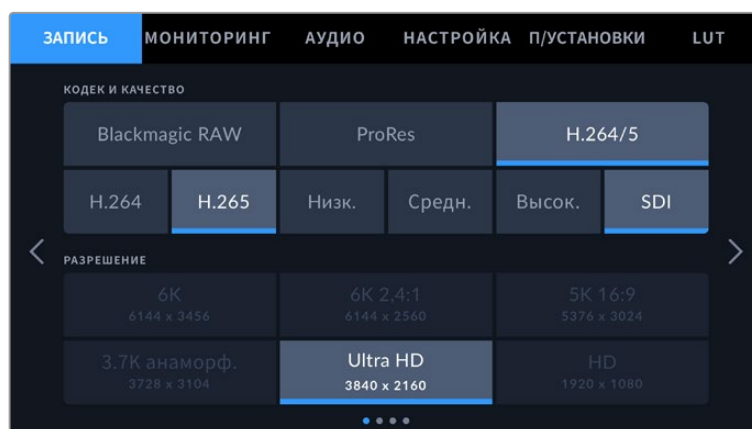 ЗАПИСЬ МОНИТОРИНГ АУДИО НАСТРОЙКА П/УСТАНОВКИ LUT
КОДЕК И КАЧЕСТВО
Blackmagic RAW ProRes H.264/5
H.264 H.265 Низк. Средн. Высок. SDI
РАЗРЕШЕНИЕ
6K 6K 2,4:1 5K 16:9
6144 x 3456 6144 x 2560 5376 x 3024
3.7K анаморф. Ultra HD HD
3728 x 3104 3840 x 2160 1920 x 1080